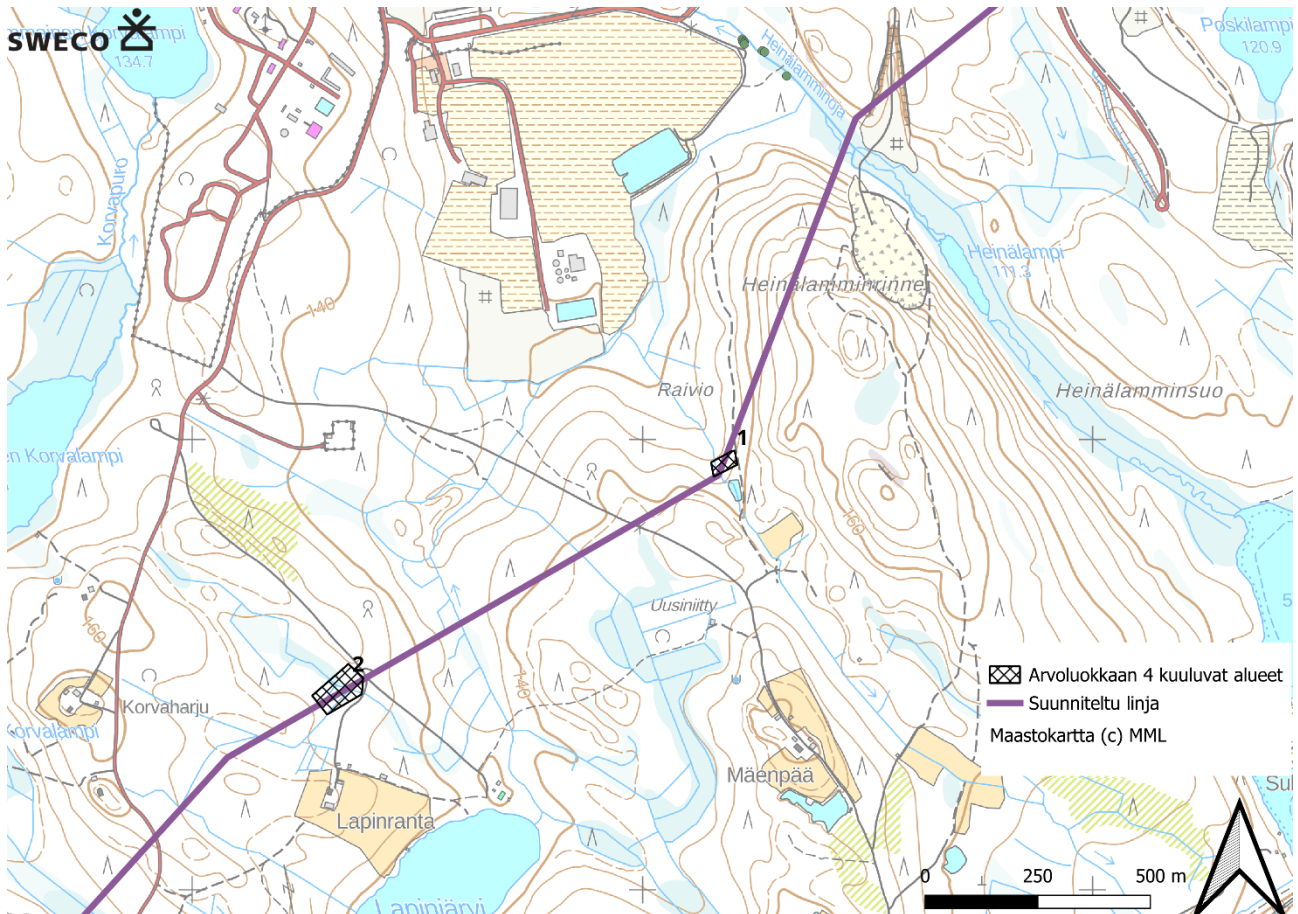 SWECO
Korvalampi
134.7
Heinälamminoja
Poskilampi
120.9
Korvapuro
Heinälampi
111.3
140
Heinälamminrinne
Raivio
Heinälamminsuo
1
Korvalampi
160
Uusiniitty
2
160
140
Korvaharju
Arvoluokkaan 4 kuuluvat alueet
Suunniteltu linja
Maastokartta (c) MML
Mäenpää
Lapinranta
0 250 500 m
Lapinjärvi